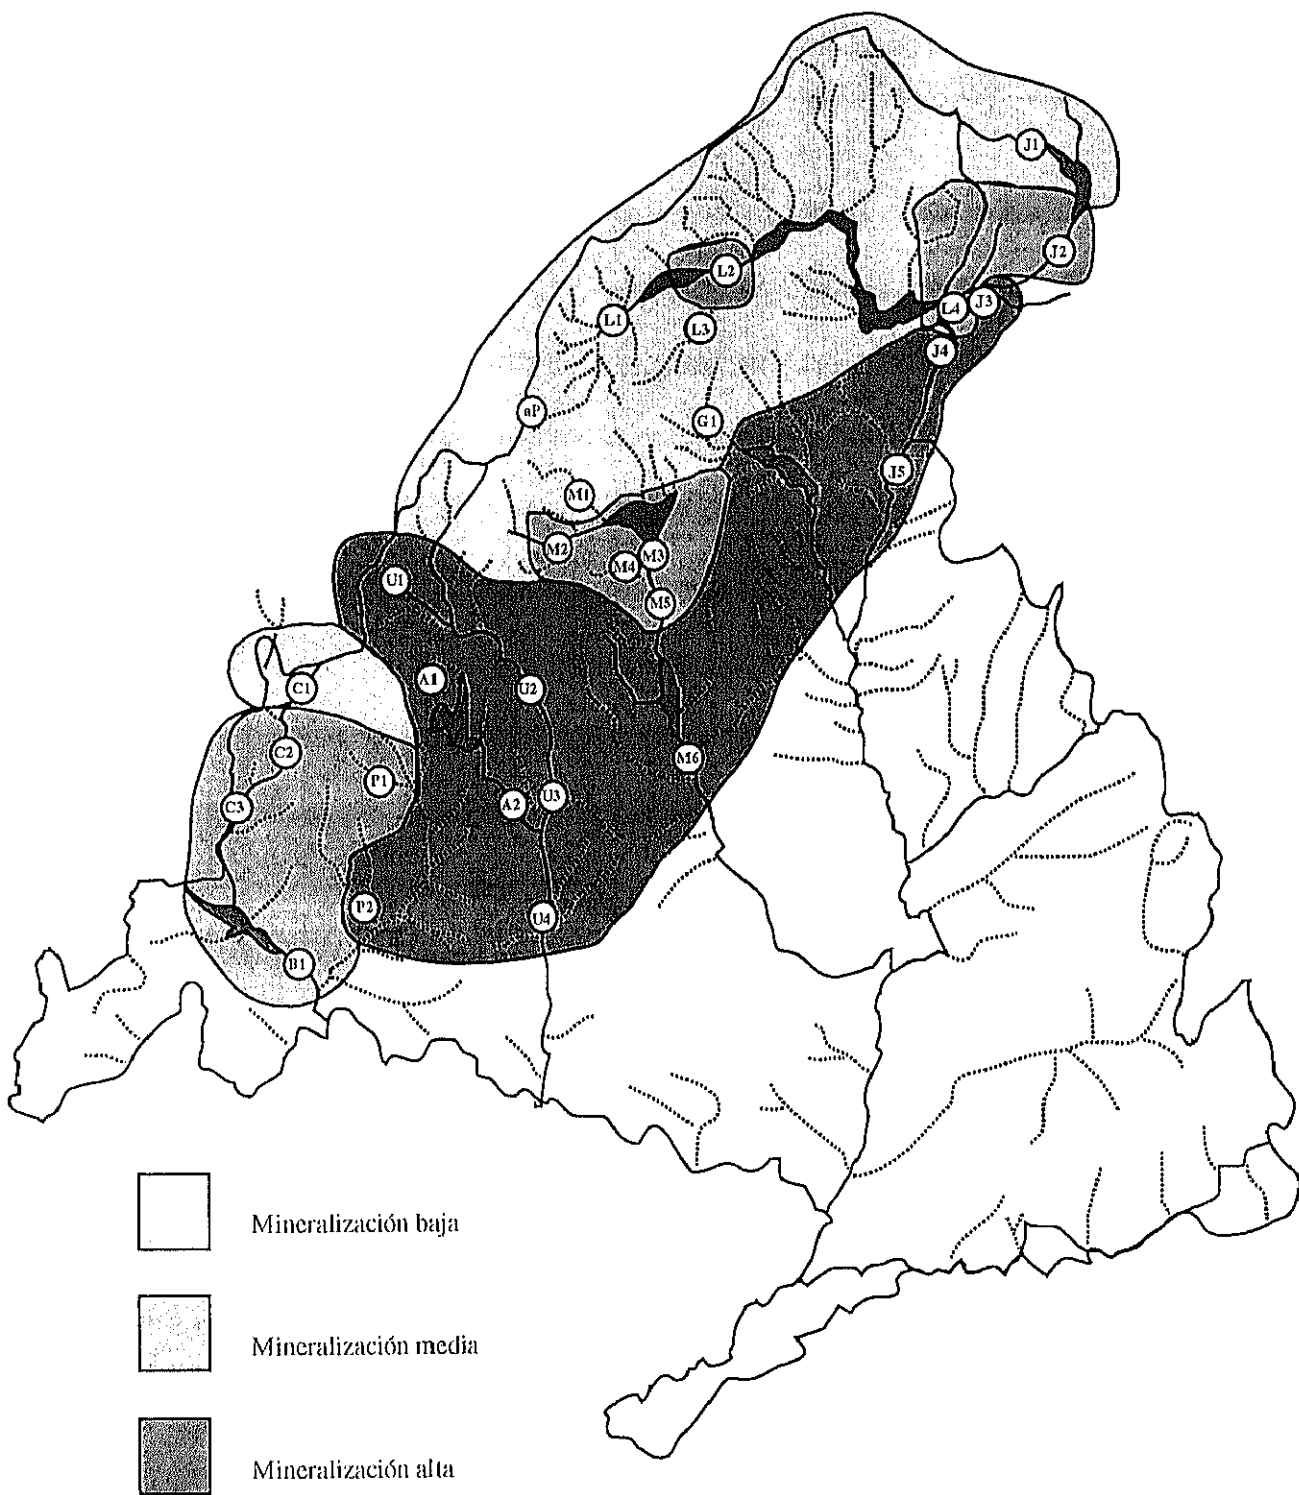 J1
J2
L2
L4
J3
L1
L3
J4
aP
G1
J5
M1
M2
M3
M4
U1
M5
A1
C1
U2
C2
M6
P1
C3
A2
U3
P2
U4
B1
Mineralización baja
Mineralización media
Mineralización alta